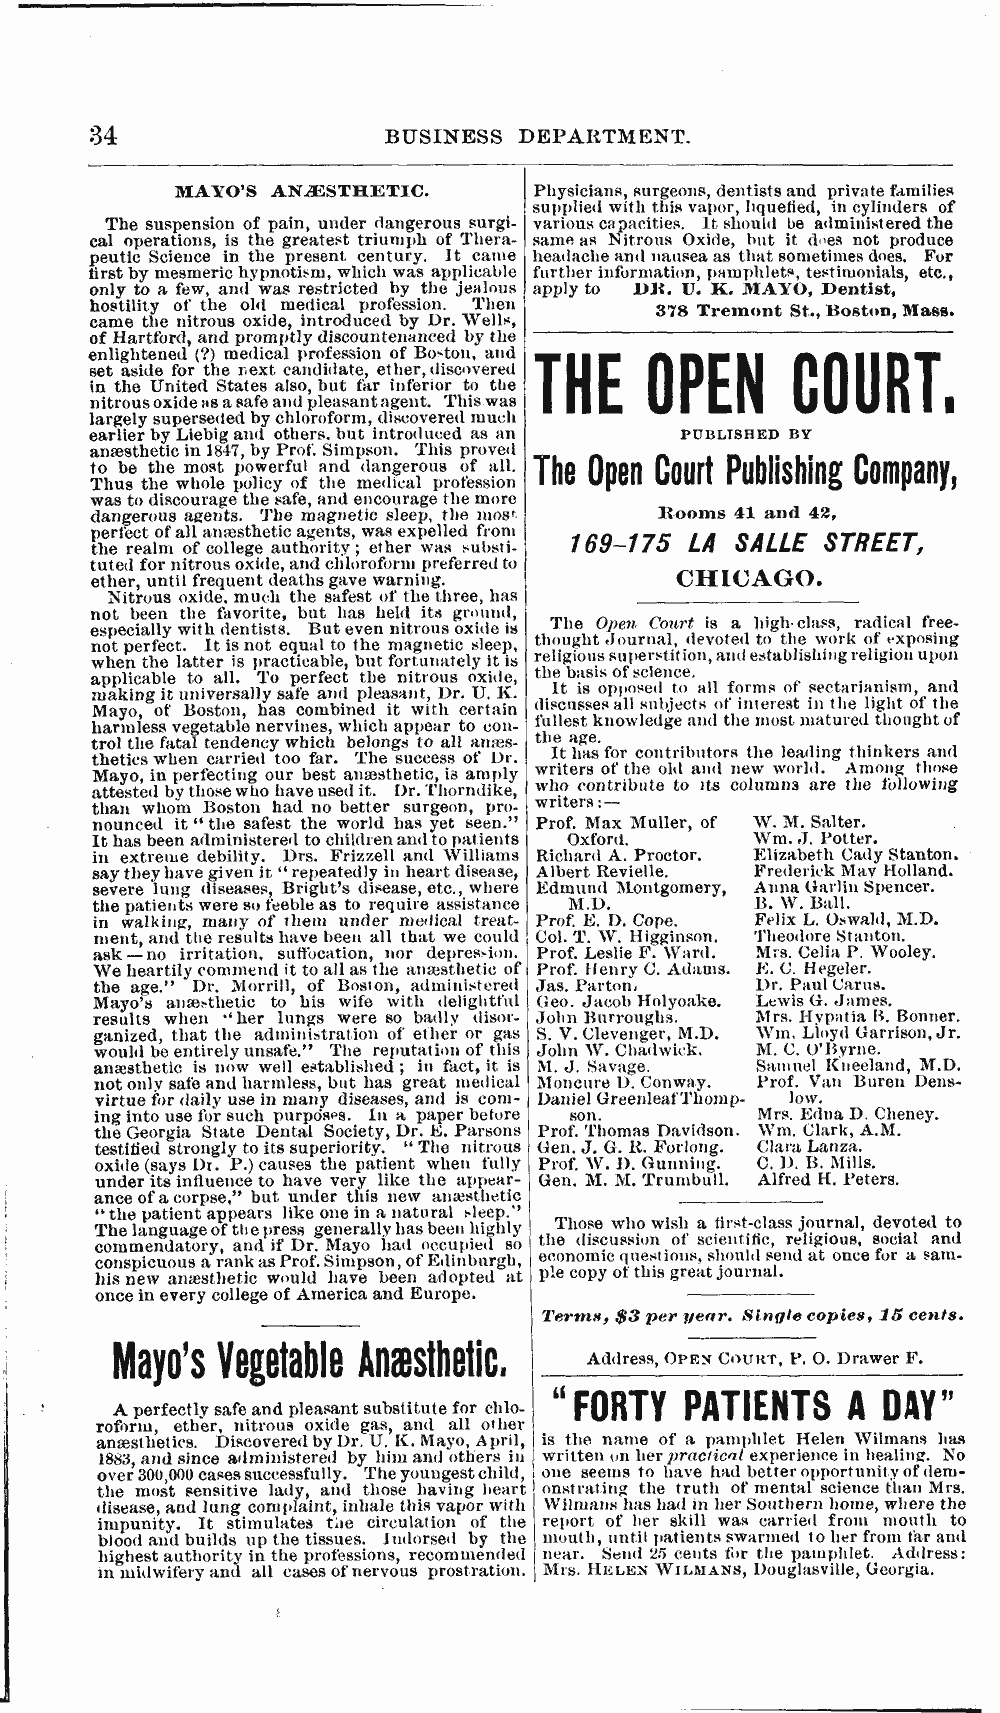 34
BUSINESS DEPARTMENT.
MAYO'S ANÆSTHETIC.
The suspension of pain, under dangerous surgi-
cal operations, is the greatest triumph of Thera-
peutic Science in the present century. It came
first by mesmeric hypnotism, which was applicable
only to a few, and was restricted by the jealous
hostility of the old medical profession. Then
came the nitrous oxide, introduced by Dr. Wells,
of Hartford, and promptly discountenanced by the
enlightened (?) medical profession of Boston, and
set aside for the next candidate, ether, discovered
in the United States also, but far inferior to the
nitrous oxide as a safe and pleasant agent. This was
largely superseded by chloroform, discovered much
earlier by Liebig and others, but introduced as an
anæsthetic in 1847, by Prof. Simpson. This proved
to be the most powerful and dangerous of all.
Thus the whole policy of the medical profession
was to discourage the safe, and encourage the more
dangerous agents. The magnetic sleep, the most
perfect of all anæsthetic agents, was expelled from
the realm of college authority; ether was substi-
tuted for nitrous oxide, and chloroform preferred to
ether, until frequent deaths gave warning.
Nitrous oxide, much the safest of the three, has
not been the favorite, but has held its ground,
especially with dentists. But even nitrous oxide is
not perfect. It is not equal to the magnetic sleep,
when the latter is practicable, but fortunately it is
applicable to all. To perfect the nitrous oxide,
making it universally safe and pleasant, Dr. U. K.
Mayo, of Boston, has combined it with certain
harmless vegetable nervines, which appear to con-
trol the fatal tendency which belongs to all anæs-
thetics when carried too far. The success of Dr.
Mayo, in perfecting our best anæsthetic, is amply
attested by those who have used it. Dr. Thorndike,
than whom Boston had no better surgeon, pro-
nounced it "the safest the world has yet seen."
It has been administered to children and to patients
in extreme debility. Drs. Frizzell and Williams
say they have given it "repeatedly in heart disease,
severe lung diseases, Bright's disease, etc., where
the patients were so feeble as to require assistance
in walking, many of them under medical treat-
ment, and the results have been all that we could
ask — no irritation, suffocation, nor depression.
We heartily commend it to all as the anæsthetic of
the age." Dr. Morrill, of Boston, administered
Mayo's anæsthetic to his wife with delightful
results when "her lungs were so badly disor-
ganized, that the administration of ether or gas
would be entirely unsafe." The reputation of this
anæsthetic is now well established; in fact, it is
not only safe and harmless, but has great medical
virtue for daily use in many diseases, and is com-
ing into use for such purposes. In a paper before
the Georgia State Dental Society, Dr. E. Parsons
testified strongly to its superiority. "The nitrous
oxide (says Dr. P.) causes the patient when fully
under its influence to have very like the appear-
ance of a corpse," but under this new anæsthetic
"the patient appears like one in a natural sleep."
The language of the press generally has been highly
commendatory, and if Dr. Mayo had occupied so
conspicuous a rank as Prof. Simpson, of Edinburgh,
his new anæsthetic would have been adopted at
once in every college of America and Europe.
Mayo's Vegetable Anæsthetic.
A perfectly safe and pleasant substitute for chlo-
roform, ether, nitrous oxide gas, and all other
anæsthetics. Discovered by Dr. U. K. Mayo, April,
1883, and since administered by him and others in
over 300,000 cases successfully. The youngest child,
the most sensitive lady, and those having heart
disease, and lung complaint, inhale this vapor with
impunity. It stimulates the circulation of the
blood and builds up the tissues. Indorsed by the
highest authority in the professions, recommended
in midwifery and all cases of nervous prostration.
Physicians, surgeons, dentists and private families
supplied with this vapor, liquefied, in cylinders of
various capacities. It should be administered the
same as Nitrous Oxide, but it does not produce
headache and nausea as that sometimes does. For
further information, pamphlets, testimonials, etc.,
apply to DR. U. K. MAYO, Dentist,
378 Tremont St., Boston, Mass.
THE OPEN COURT.
PUBLISHED BY
The Open Court Publishing Company,
Rooms 41 and 42,
169-175 LA SALLE STREET,
CHICAGO.
The Open Court is a high-class, radical free-
thought Journal, devoted to the work of exposing
religious superstition, and establishing religion upon
the basis of science.
It is opposed to all forms of sectarianism, and
discusses all subjects of interest in the light of the
fullest knowledge and the most matured thought of
the age.
It has for contributors the leading thinkers and
writers of the old and new world. Among those
who contribute to its columns are the following
writers:—
Prof. Max Muller, of
Oxford.
Richard A. Proctor.
Albert Revielle.
Edmund Montgomery,
M.D.
Prof. E. D. Cope.
Col. T. W. Higginson.
Prof. Leslie F. Ward.
Prof. Henry C. Adams.
Jas. Parton.
Geo. Jacob Holyoake.
John Burroughs.
S. V. Clevenger, M.D.
John W. Chadwick.
M. J. Savage.
Moncure D. Conway.
Daniel Greenleaf Thomp-
son.
Prof. Thomas Davidson.
Gen. J. G. R. Forlong.
Prof. W. D. Gunning.
Gen. M. M. Trumbull.
W. M. Salter.
Wm. J. Potter.
Elizabeth Cady Stanton.
Frederick May Holland.
Anna Garlin Spencer.
B. W. Ball.
Felix L. Oswald, M.D.
Theodore Stanton.
Mrs. Celia P. Wooley.
E. C. Hegeler.
Dr. Paul Carus.
Lewis G. James.
Mrs. Hypatia B. Bonner.
Wm. Lloyd Garrison, Jr.
M. C. O'Byrne.
Samuel Kneeland, M.D.
Prof. Van Buren Dens-
low.
Mrs. Edna D. Cheney.
Wm. Clark, A.M.
Clara Lanza.
C. D. B. Mills.
Alfred H. Peters.
Those who wish a first-class journal, devoted to
the discussion of scientific, religious, social and
economic questions, should send at once for a sam-
ple copy of this great journal.
Terms, $3 per year. Single copies, 15 cents.
Address, OPEN COURT, P. O. Drawer F.
"FORTY PATIENTS A DAY"
is the name of a pamphlet Helen Wilmans has
written on her practical experience in healing. No
one seems to have had better opportunity of dem-
onstrating the truth of mental science than Mrs.
Wilmans has had in her Southern home, where the
report of her skill was carried from mouth to
mouth, until patients swarmed to her from far and
near. Send 25 cents for the pamphlet. Address:
Mrs. HELEN WILMANS, Douglasville, Georgia.